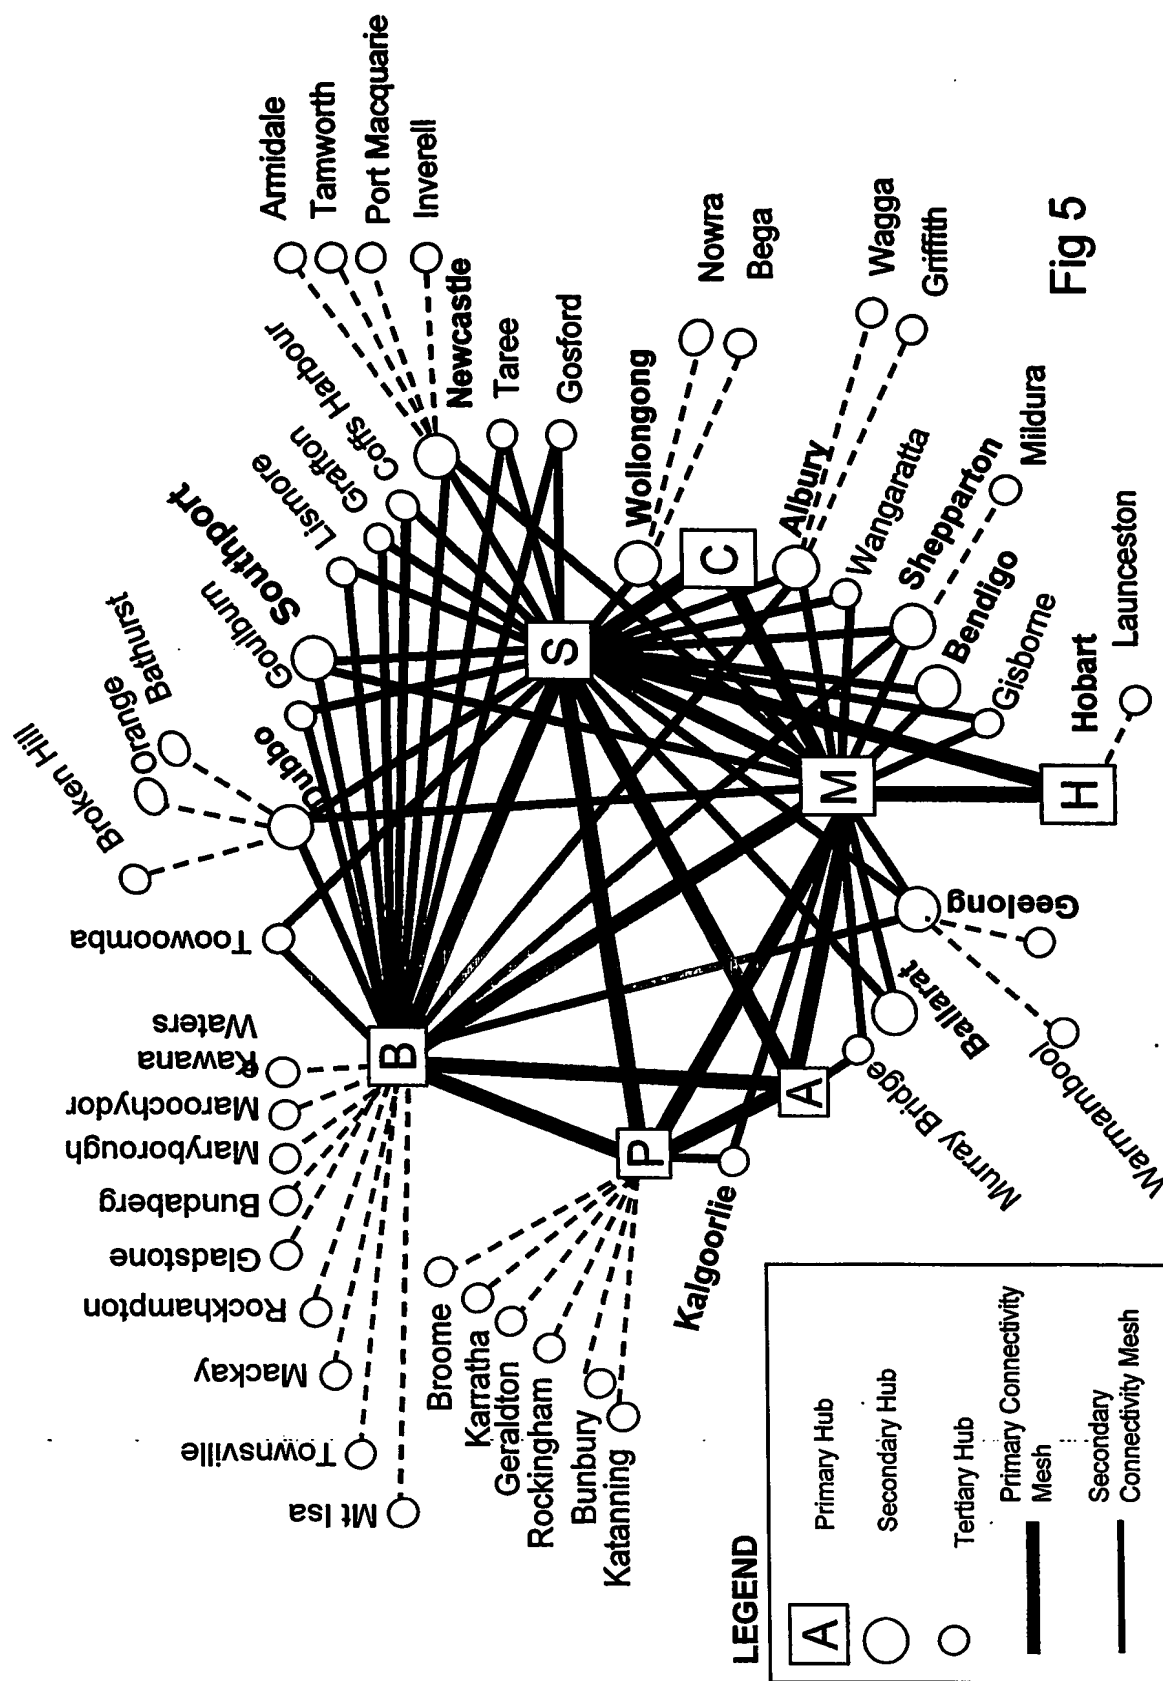 Armidale
Tamworth
Port Macquarie
Inverell
Newcastle
Coffs Harbour
Grafton
Lismore
Southport
Goulburn
Bathurst
Orange
Broken Hill
Dubbo
Toowoomba
Kawana
Waters
Maroochydor
Maryborough
Bundaberg
Gladstone
Rockhampton
Mackay
Townsville
Mt Isa
Taree
Gosford
Nowra
Bega
Wollongong
Wagga
Griffith
Albury
Wangaratta
Shepparton
Mildura
Bendigo
Gisborne
Hobart
Launceston
B
S
C
M
H
P
A
Geelong
Ballarat
Warrnambool
Murray Bridge
Kalgoorlie
Broome
Karratha
Geraldton
Rockingham
Bunbury
Katanning
Fig 5
LEGEND
A
Primary Hub
Secondary Hub
Tertiary Hub
Primary Connectivity
Mesh
Secondary
Connectivity Mesh